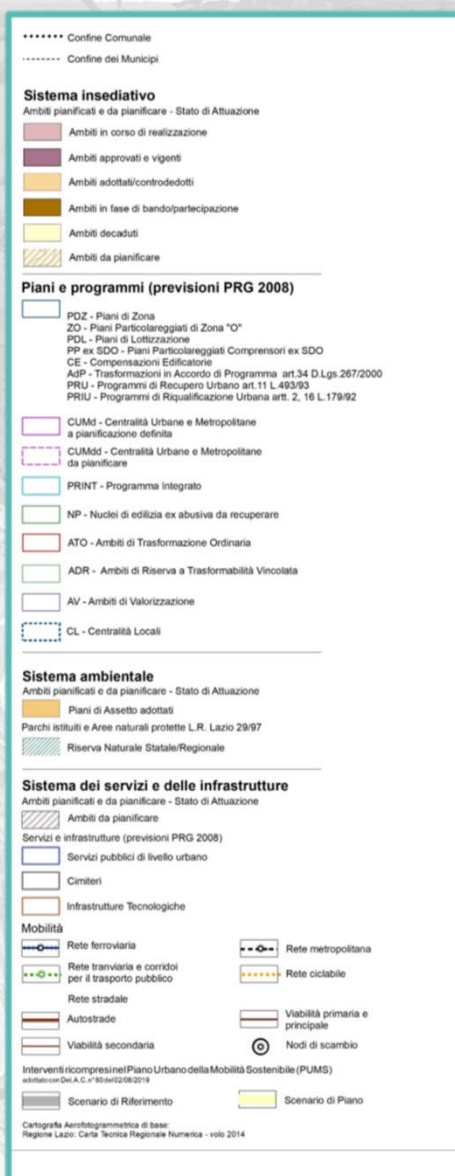 Confine Comunale
Confine dei Municipi
Sistema insediativo
Ambiti pianificati e da pianificare - Stato di Attuazione
Ambiti in corso di realizzazione
Ambiti approvati e vigenti
Ambiti adottati/controdedotti
Ambiti in fase di bando/partecipazione
Ambiti decaduti
Ambiti da pianificare
Piani e programmi (previsioni PRG 2008)
PDZ - Piani di Zona
ZO - Piani Particolareggiati di Zona "O"
PDL - Piani di Lottizzazione
PP ex SDO - Piani Particolareggiati Comprensori ex SDO
CE - Compensazioni Edificatorie
AdP - Trasformazioni in Accordo di Programma art.34 D.Lgs.267/2000
PRU - Programmi di Recupero Urbano art.11 L.493/93
PRIU - Programmi di Riqualificazione Urbana artt. 2, 16 L.179/92
CUMd - Centralità Urbane e Metropolitane
a pianificazione definita
CUMdd - Centralità Urbane e Metropolitane
da pianificare
PRINT - Programma Integrato
NP - Nuclei di edilizia ex abusiva da recuperare
ATO - Ambiti di Trasformazione Ordinaria
ADR - Ambiti di Riserva a Trasformabilità Vincolata
AV - Ambiti di Valorizzazione
CL - Centralità Locali
Sistema ambientale
Ambiti pianificati e da pianificare - Stato di Attuazione
Piani di Assetto adottati
Parchi istituiti e Aree naturali protette L.R. Lazio 29/97
Riserva Naturale Statale/Regionale
Sistema dei servizi e delle infrastrutture
Ambiti pianificati e da pianificare - Stato di Attuazione
Ambiti da pianificare
Servizi e infrastrutture (previsioni PRG 2008)
Servizi pubblici di livello urbano
Cimiteri
Infrastrutture Tecnologiche
Mobilità
Rete ferroviaria
Rete metropolitana
Rete tranviaria e corridoi
per il trasporto pubblico
Rete ciclabile
Rete stradale
Autostrade
Viabilità primaria e
principale
Viabilità secondaria
Nodi di scambio
Interventi ricompresi nel Piano Urbano della Mobilità Sostenibile (PUMS)
adottato con Del.A.C. n°60 del 02/08/2019
Scenario di Riferimento
Scenario di Piano
Cartografia Aerofotogrammetrica di base:
Regione Lazio: Carta Tecnica Regionale Numerica - volo 2014